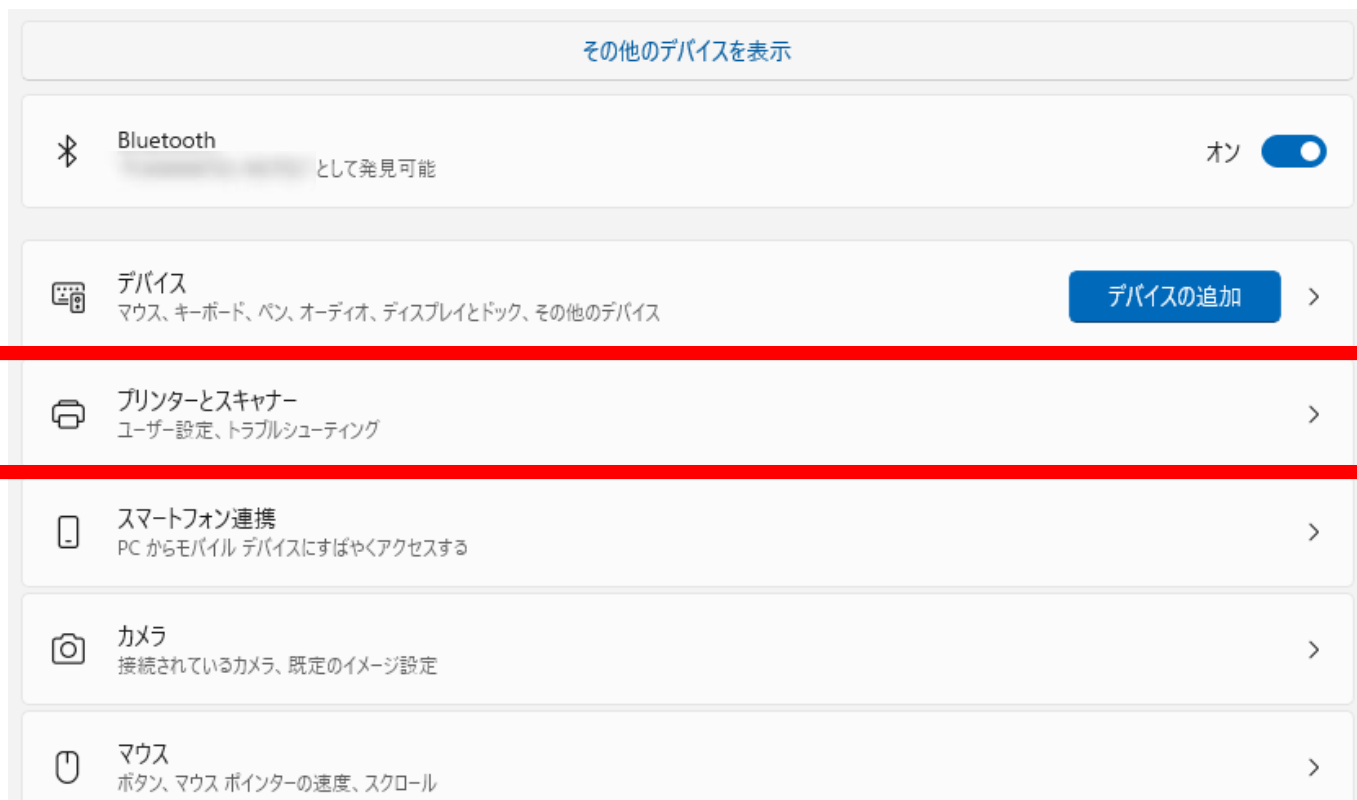 その他のデバイスを表示
Bluetooth
として発見可能
オン
デバイス
マウス、キーボード、ペン、オーディオ、ディスプレイとドック、その他のデバイス
デバイスの追加
プリンターとスキャナー
ユーザー設定、トラブルシューティング
スマートフォン連携
PC からモバイル デバイスにすばやくアクセスする
カメラ
接続されているカメラ、既定のイメージ設定
マウス
ボタン、マウス ポインターの速度、スクロール